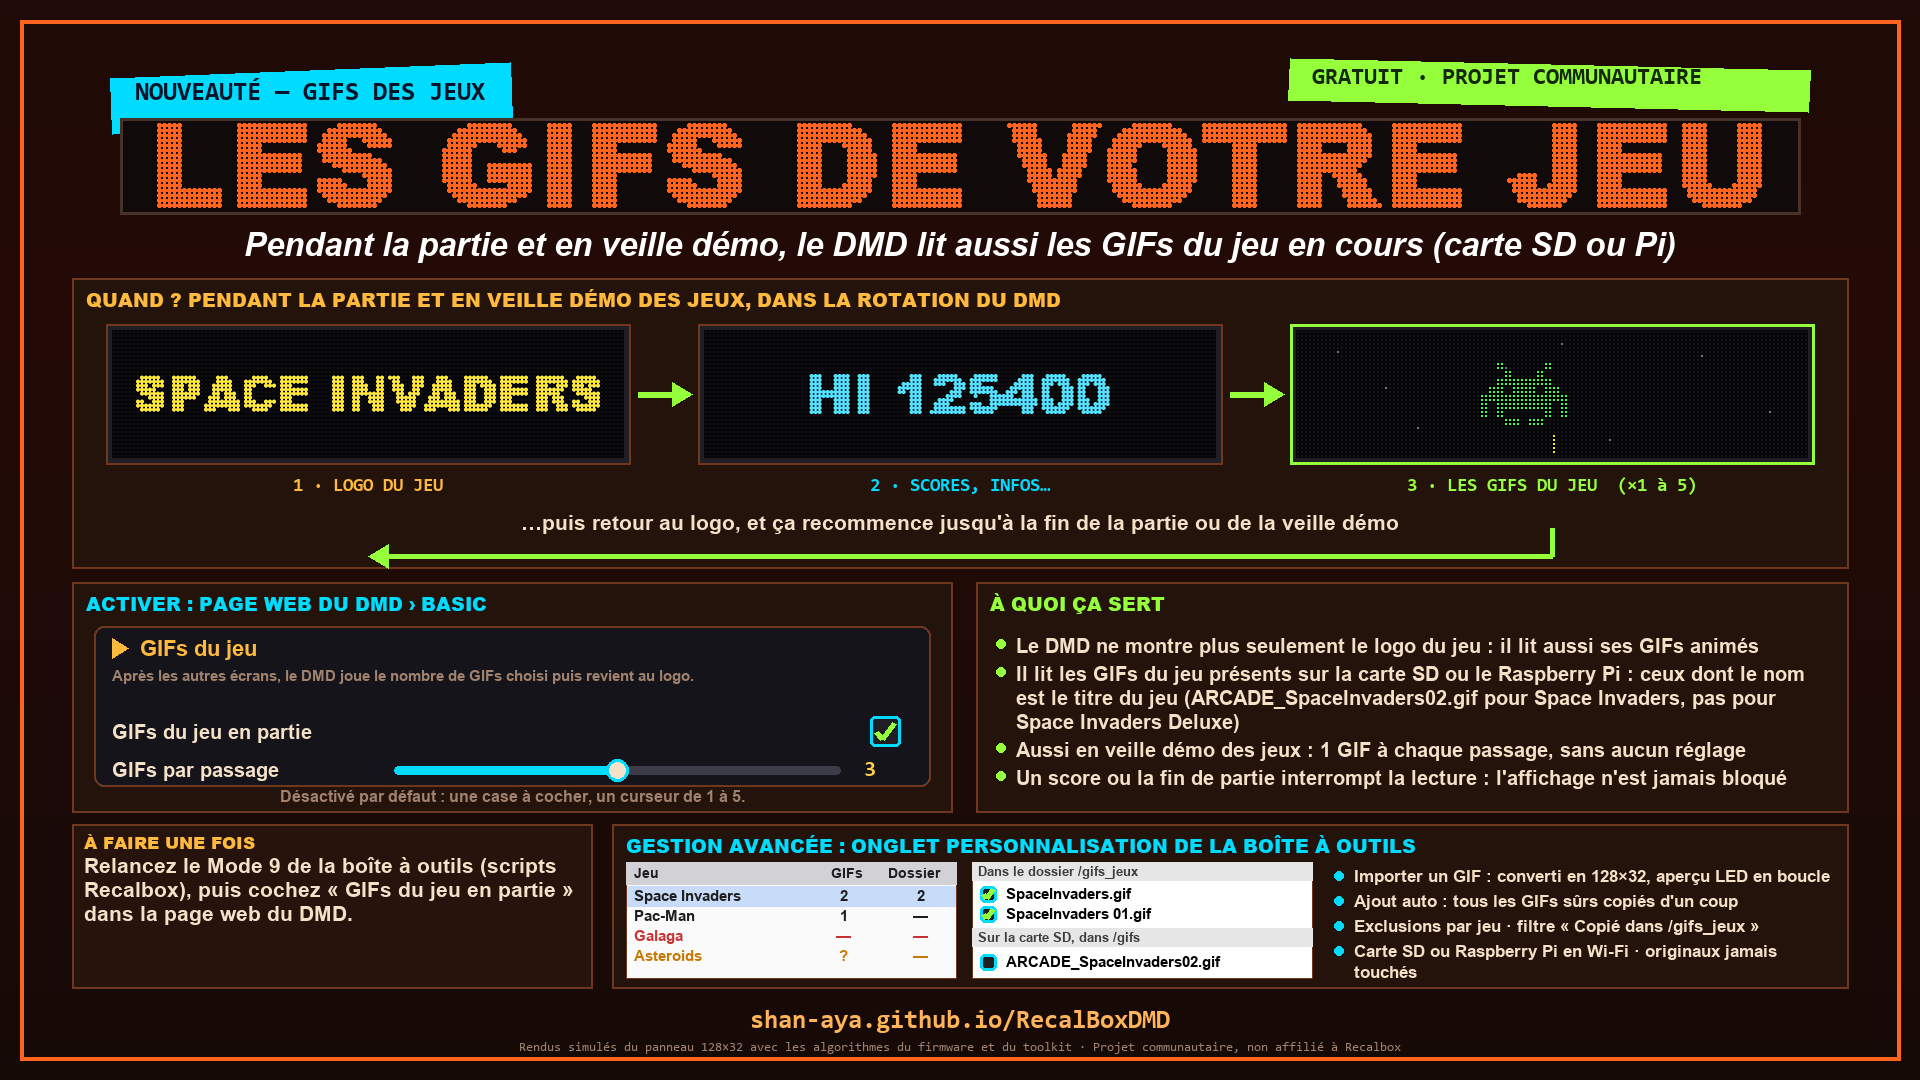 NOUVEAUTÉ — GIFS DES JEUX
GRATUIT · PROJET COMMUNAUTAIRE
LES GIFS DE VOTRE JEU
Pendant la partie et en veille démo, le DMD lit aussi les GIFs du jeu en cours (carte SD ou Pi)
QUAND ? PENDANT LA PARTIE ET EN VEILLE DÉMO DES JEUX, DANS LA ROTATION DU DMD
SPACE INVADERS
HI 125400
1 · LOGO DU JEU
2 · SCORES, INFOS…
3 · LES GIFS DU JEU (×1 à 5)
…puis retour au logo, et ça recommence jusqu'à la fin de la partie ou de la veille démo
ACTIVER : PAGE WEB DU DMD › BASIC
GIFs du jeu
Après les autres écrans, le DMD joue le nombre de GIFs choisi puis revient au logo.
GIFs du jeu en partie
GIFs par passage 3
Désactivé par défaut : une case à cocher, un curseur de 1 à 5.
À QUOI ÇA SERT
Le DMD ne montre plus seulement le logo du jeu : il lit aussi ses GIFs animés
Il lit les GIFs du jeu présents sur la carte SD ou le Raspberry Pi : ceux dont le nom
est le titre du jeu (ARCADE_SpaceInvaders02.gif pour Space Invaders, pas pour
Space Invaders Deluxe)
Aussi en veille démo des jeux : 1 GIF à chaque passage, sans aucun réglage
Un score ou la fin de partie interrompt la lecture : l'affichage n'est jamais bloqué
À FAIRE UNE FOIS
Relancez le Mode 9 de la boîte à outils (scripts
Recalbox), puis cochez « GIFs du jeu en partie »
dans la page web du DMD.
GESTION AVANCÉE : ONGLET PERSONNALISATION DE LA BOÎTE À OUTILS
Jeu GIFs Dossier
Space Invaders 2 2
Pac-Man 1 —
Galaga — —
Asteroids ? —
Dans le dossier /gifs_jeux
SpaceInvaders.gif
SpaceInvaders 01.gif
Sur la carte SD, dans /gifs
ARCADE_SpaceInvaders02.gif
Importer un GIF : converti en 128×32, aperçu LED en boucle
Ajout auto : tous les GIFs sûrs copiés d'un coup
Exclusions par jeu · filtre « Copié dans /gifs_jeux »
Carte SD ou Raspberry Pi en Wi-Fi · originaux jamais
touchés
shan-aya.github.io/RecalBoxDMD
Rendus simulés du panneau 128×32 avec les algorithmes du firmware et du toolkit · Projet communautaire, non affilié à Recalbox